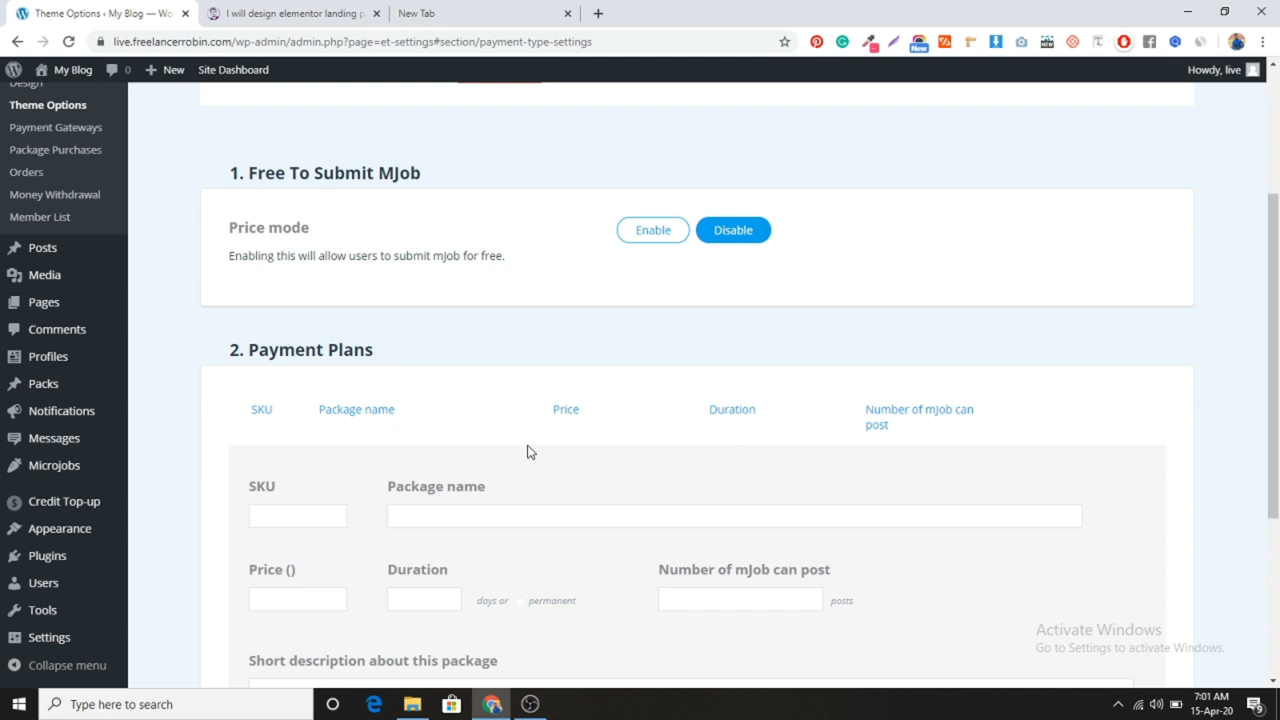 Theme Options ‹ My Blog — Wo
I will design elementor landing p
New Tab
live.freelancerrobin.com/wp-admin/admin.php?page=et-settings#section/payment-type-settings
New
NEW
My Blog
0
New
Site Dashboard
Howdy, live
Design
Theme Options
Payment Gateways
Package Purchases
Orders
Money Withdrawal
Member List
Posts
Media
Pages
Comments
Profiles
Packs
Notifications
Messages
Microjobs
Credit Top-up
Appearance
Plugins
Users
Tools
Settings
Collapse menu
1. Free To Submit MJob
Price mode
Enabling this will allow users to submit mJob for free.
Enable
Disable
2. Payment Plans
SKU
Package name
Price
Duration
Number of mJob can
post
SKU
Package name
Price ()
Duration
days or
permanent
Number of mJob can post
posts
Short description about this package
Activate Windows
Go to Settings to activate Windows.
Type here to search
7:01 AM
15-Apr-20
9